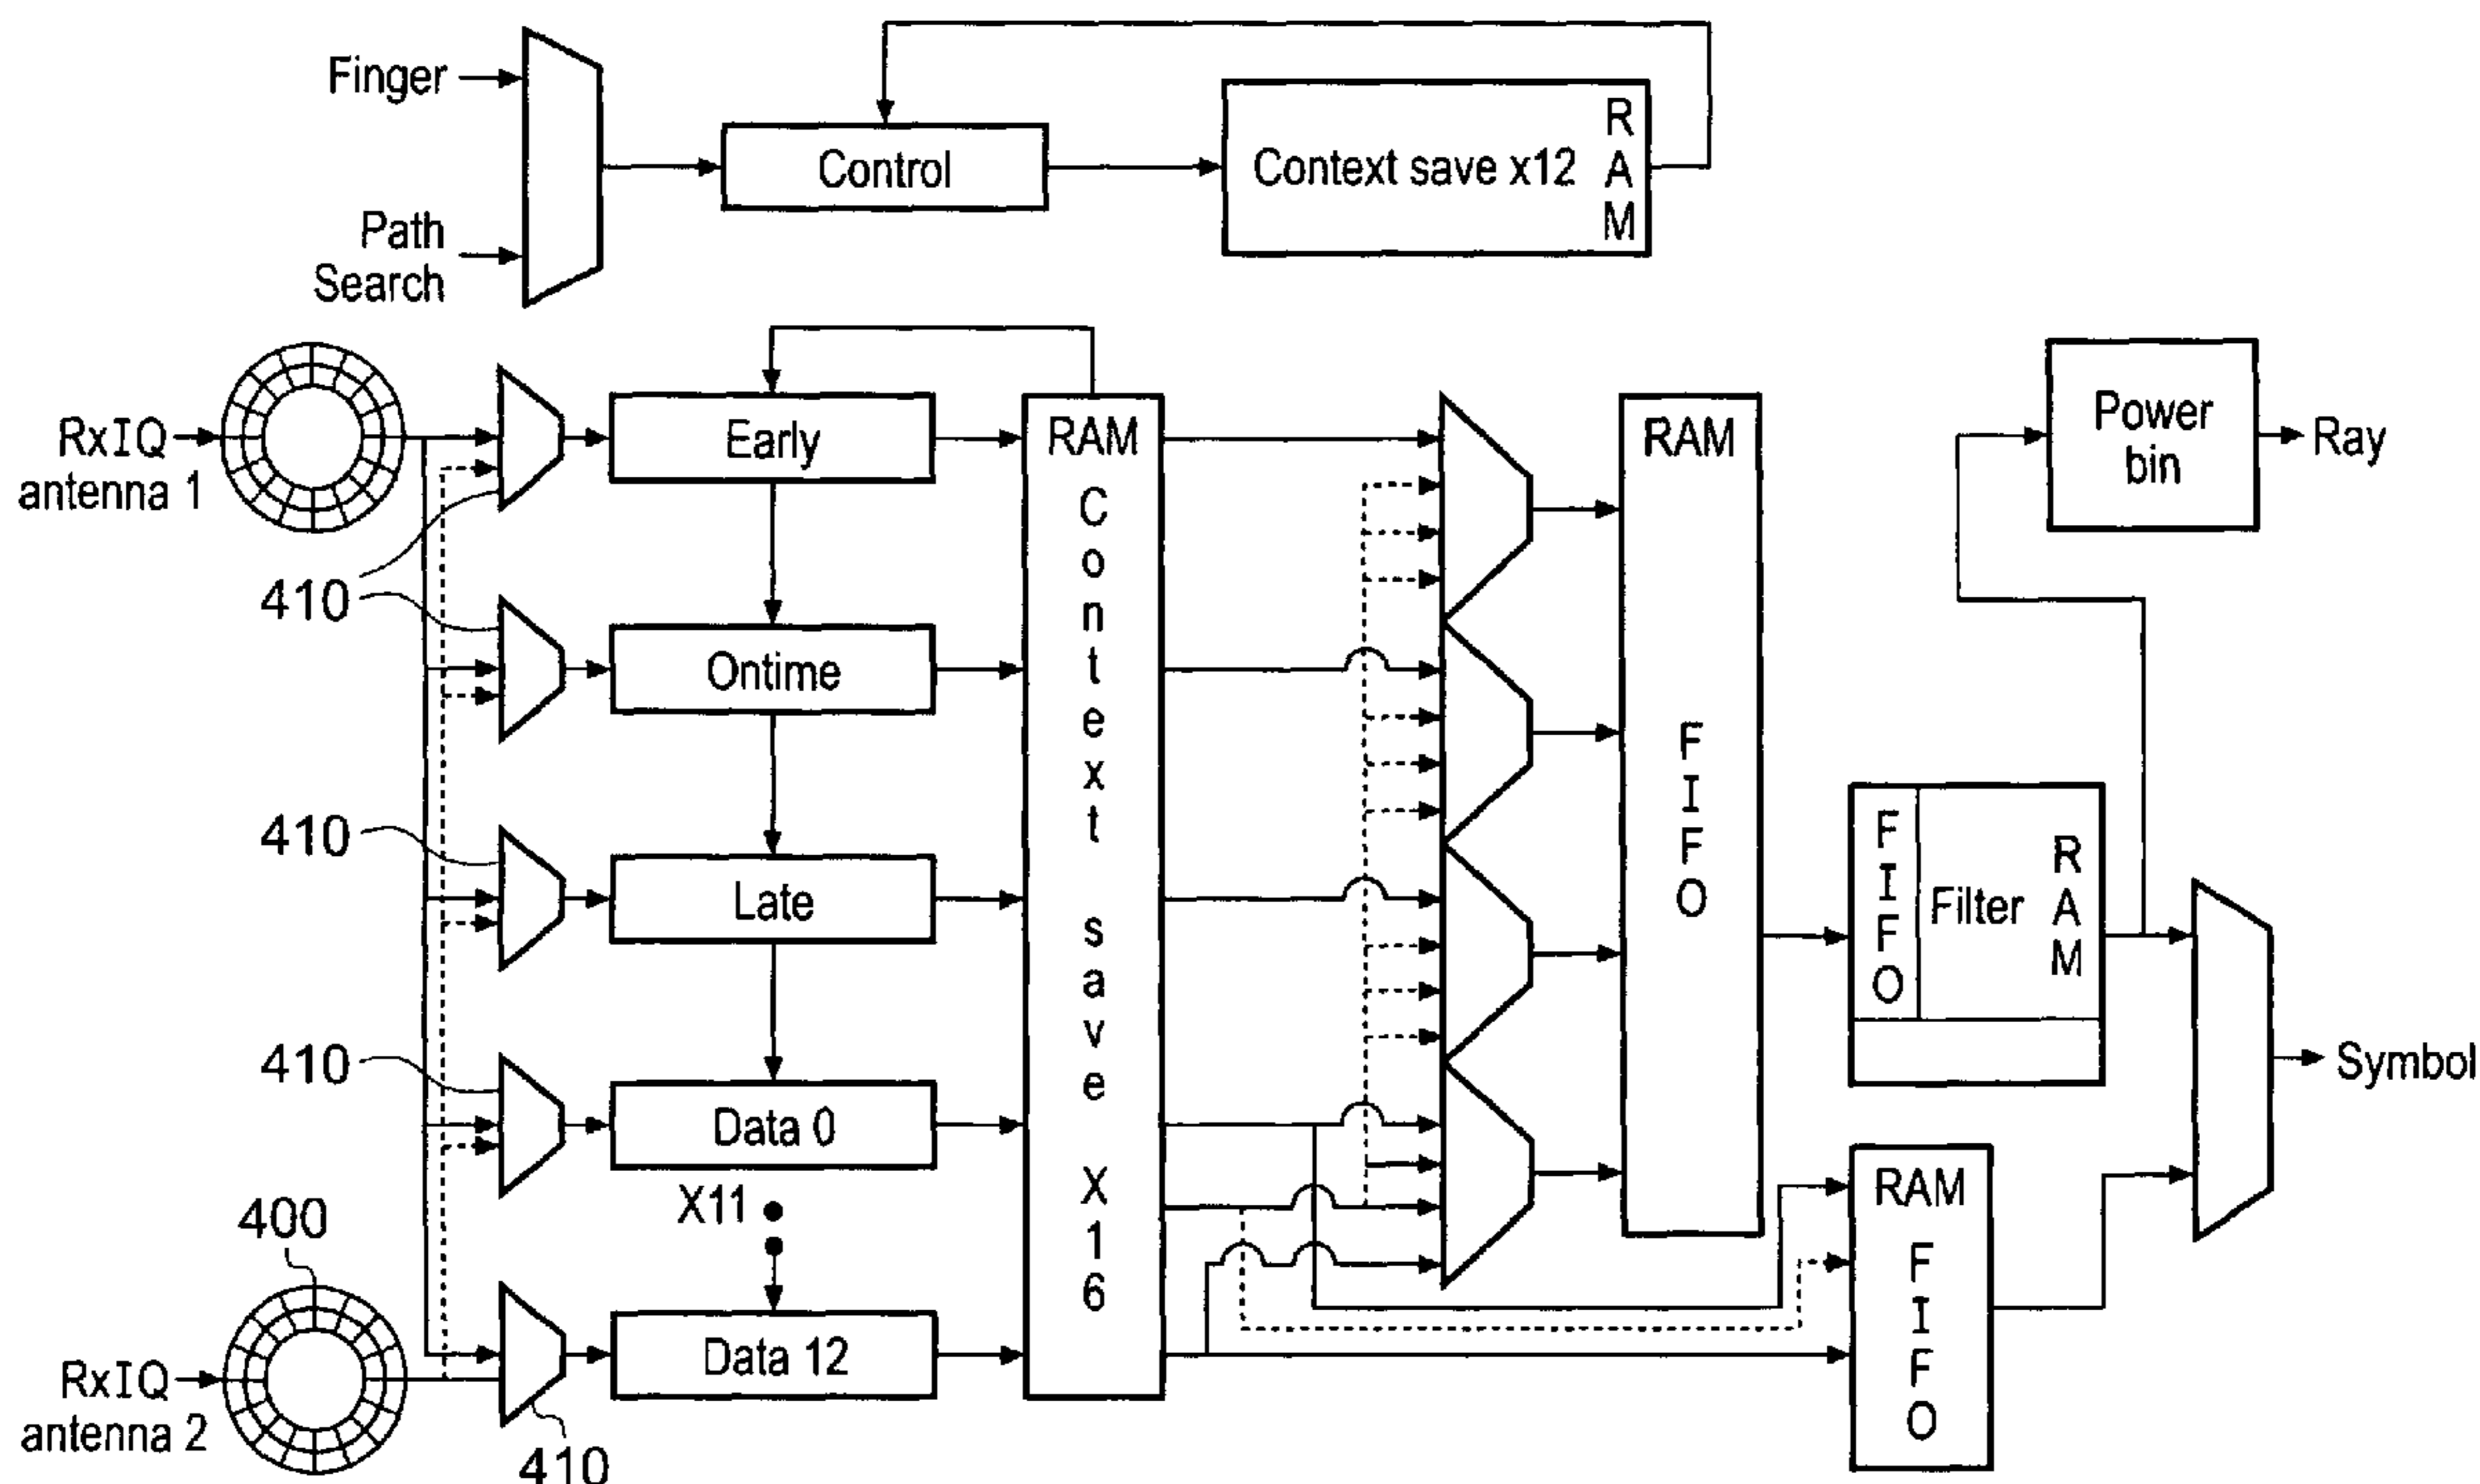 Finger
Path
Search
Control
Context save x12
RAM
RxIQ
antenna 1
Early
RAM
Context save X16
RAM
FIFO
Power
bin
Ray
410
Ontime
410
Late
FIFO
Filter
RAM
410
Data 0
Symbol
X11
400
RAM
FIFO
RxIQ
antenna 2
Data 12
410